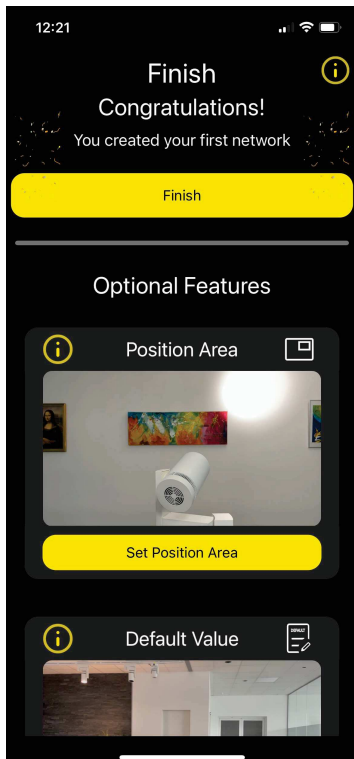 12:21
Finish
Congratulations!
You created your first network
Finish
Optional Features
Position Area
Set Position Area
Default Value
DEFAULT